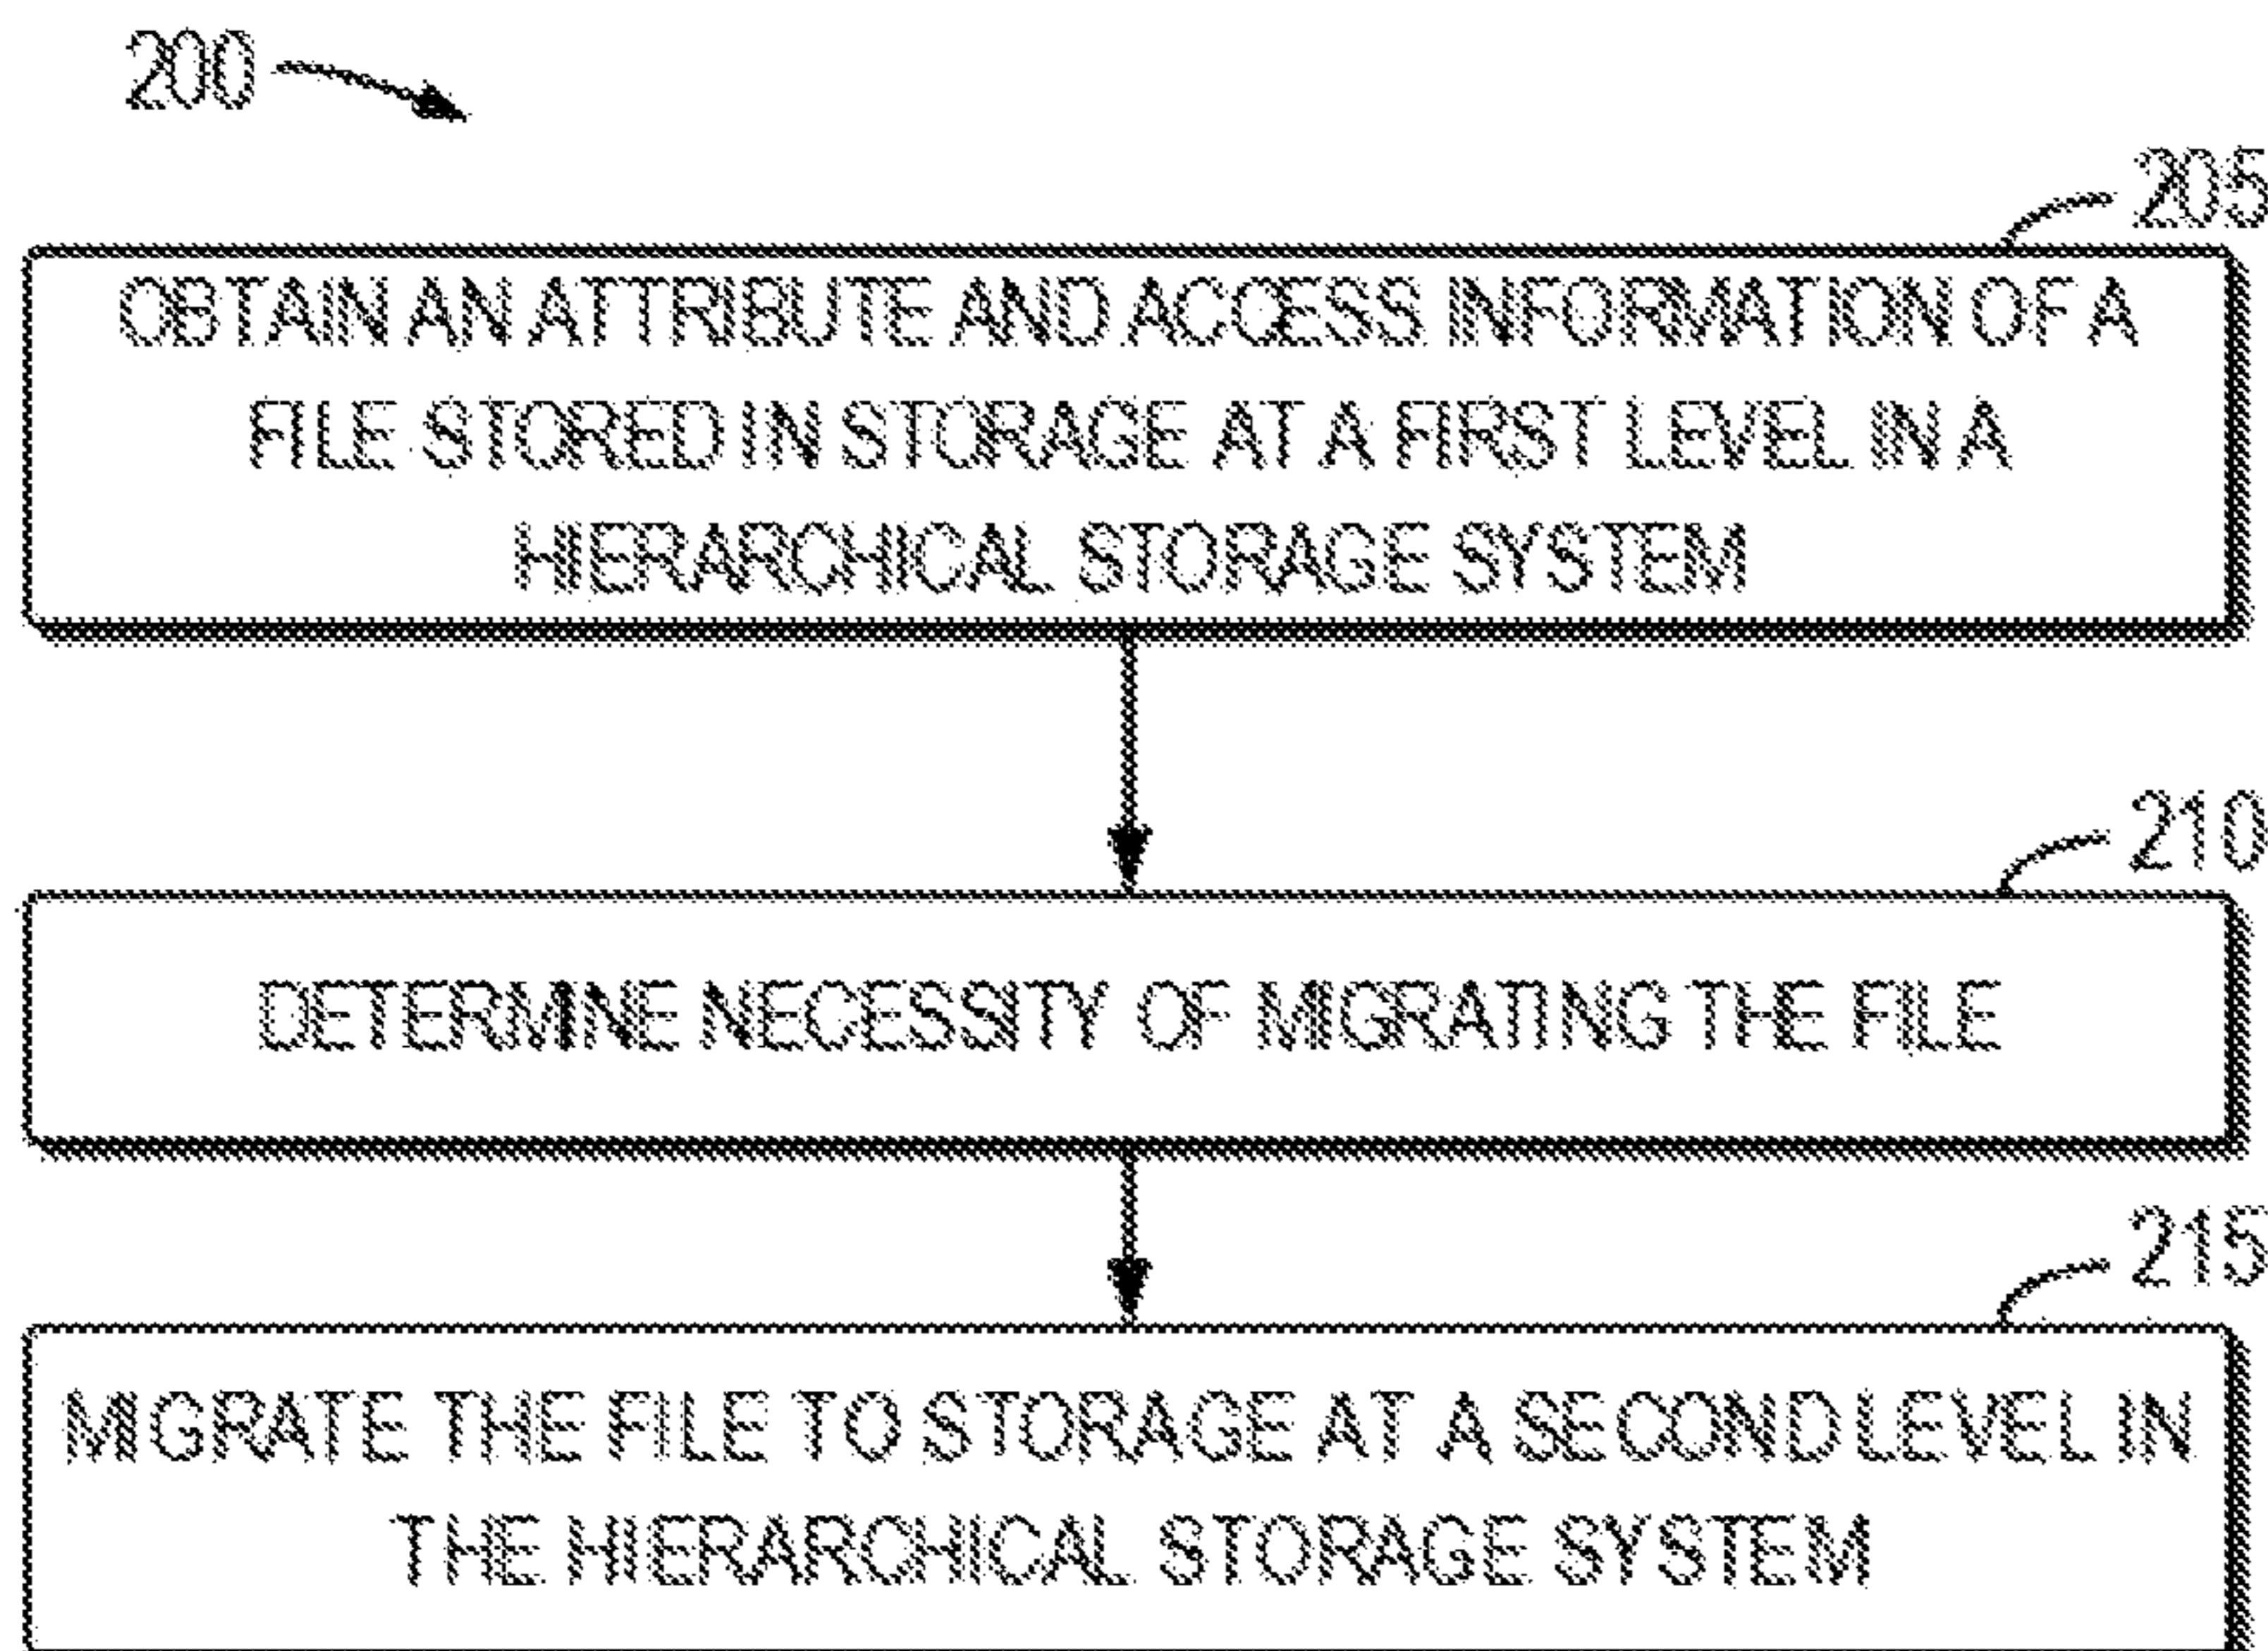 200
205
OBTAIN AN ATTRIBUTE AND ACCESS INFORMATION OF A
FILE STORED IN STORAGE AT A FIRST LEVEL IN A
HIERARCHICAL STORAGE SYSTEM
210
DETERMINE NECESSITY OF MIGRATING THE FILE
215
MIGRATE THE FILE TO STORAGE AT A SECOND LEVEL IN
THE HIERARCHICAL STORAGE SYSTEM